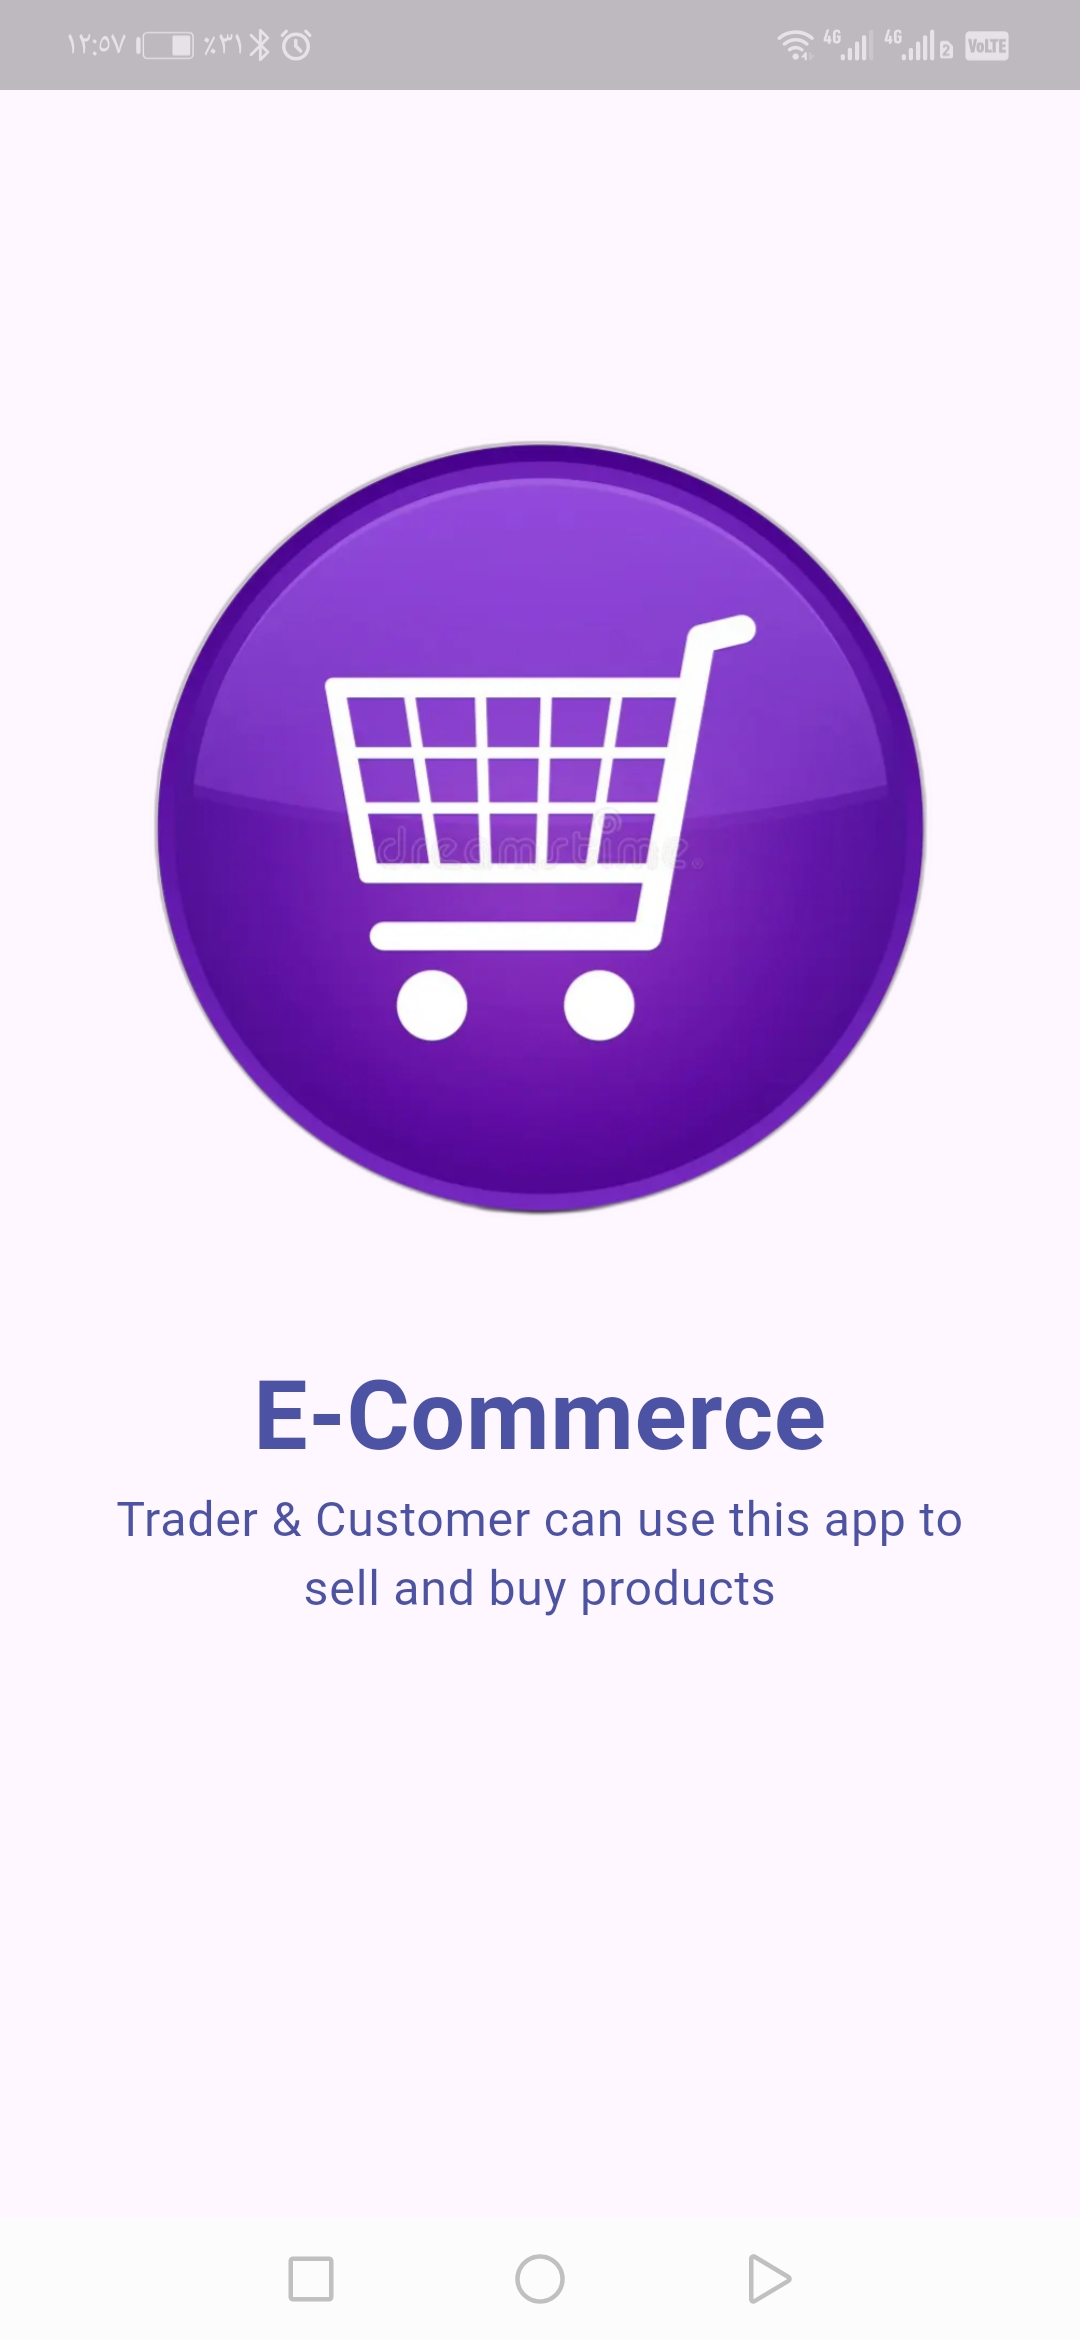 ١٢:٥٧ ٪٣١ 4G 4G 2 VoLTE
dreamstime.
E-Commerce
Trader & Customer can use this app to
sell and buy products